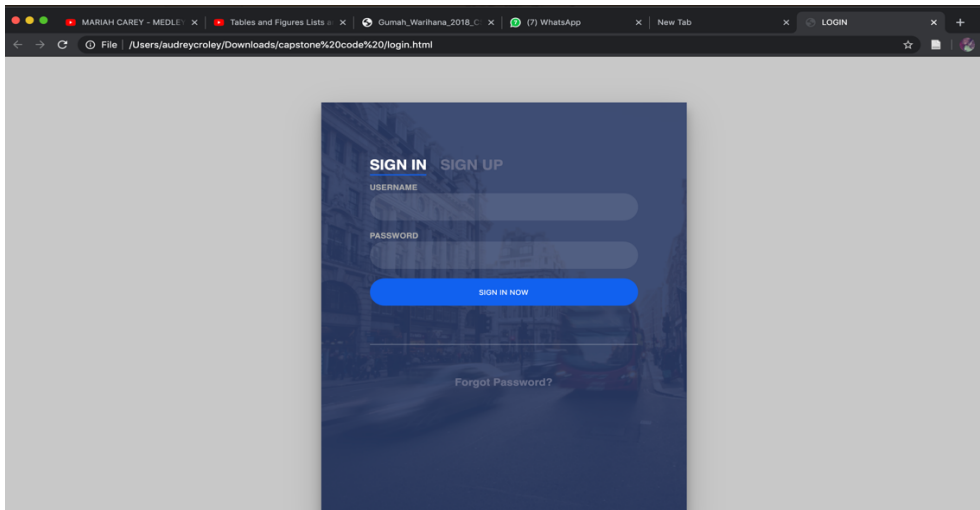 MARIAH CAREY - MEDLEY
Tables and Figures Lists a
Gumah_Warihana_2018_C
(7) WhatsApp
New Tab
LOGIN
File | /Users/audreycroley/Downloads/capstone%20code%20/login.html
SIGN IN SIGN UP
USERNAME
PASSWORD
SIGN IN NOW
Forgot Password?